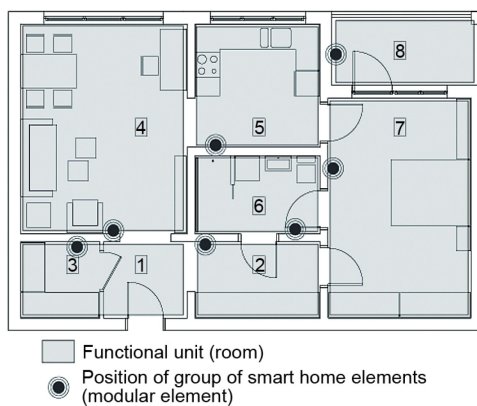 8
4
5
7
6
3
1
2
Functional unit (room)
Position of group of smart home elements
(modular element)